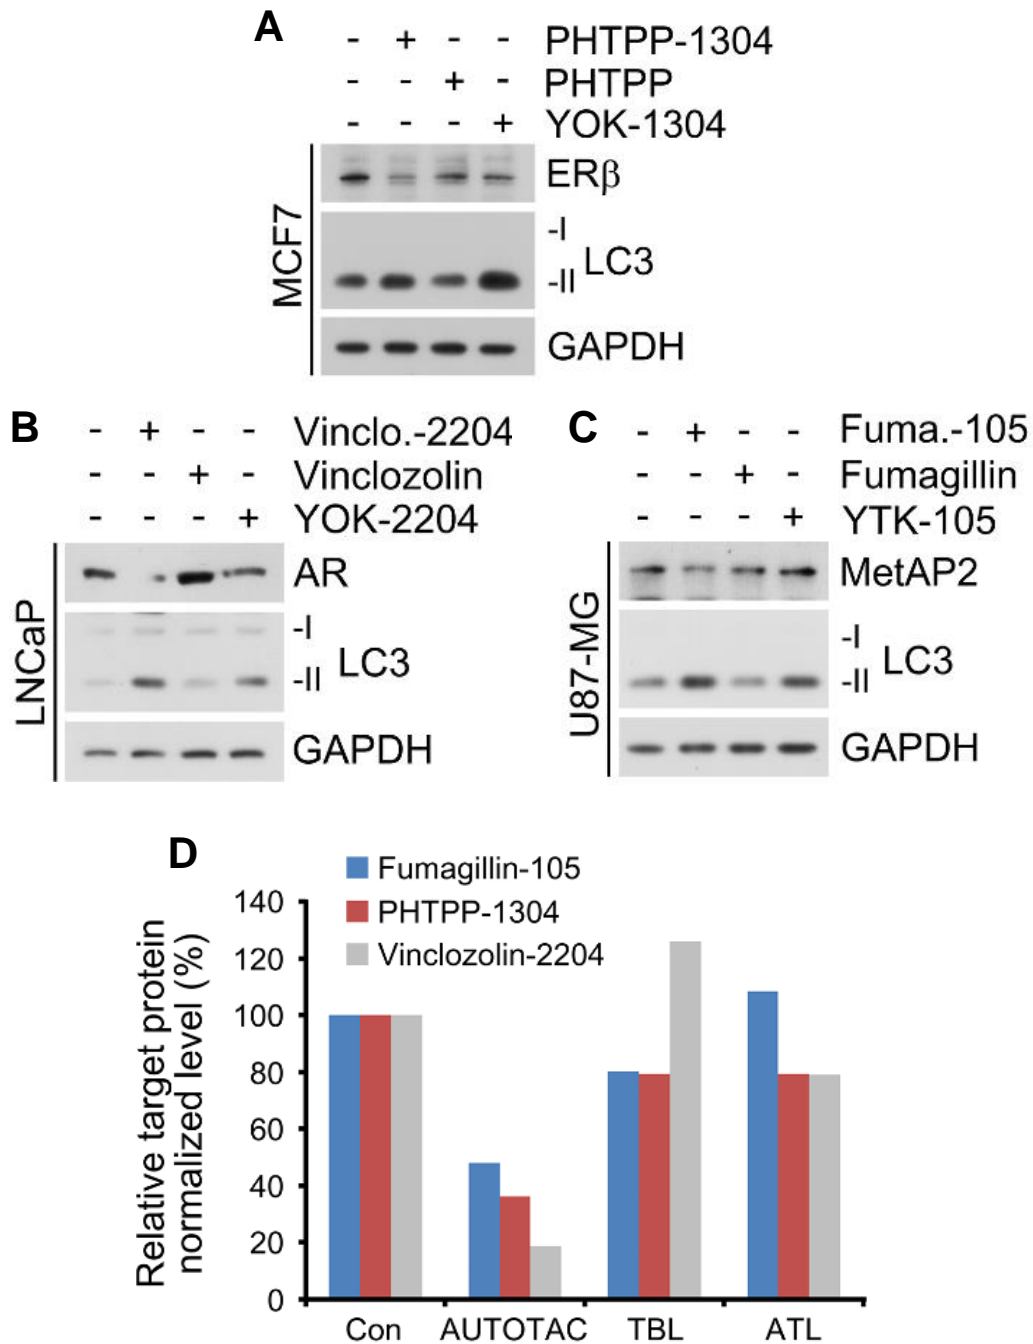 A
- + - - PHTPP-1304
- - + - PHTPP
- - - + YOK-1304
MCF7
ERβ
-I
-II LC3
GAPDH
B
- + - - Vinclo.-2204
- - + - Vinclozolin
- - - + YOK-2204
LNCaP
AR
-I
-II LC3
GAPDH
C
- + - - Fuma.-105
- - + - Fumagillin
- - - + YTK-105
U87-MG
MetAP2
-I
-II LC3
GAPDH
D
Fumagillin-105
PHTPP-1304
Vinclozolin-2204
Relative target protein
normalized level (%)
140
120
100
80
60
40
20
0
Con AUTOTAC TBL ATL